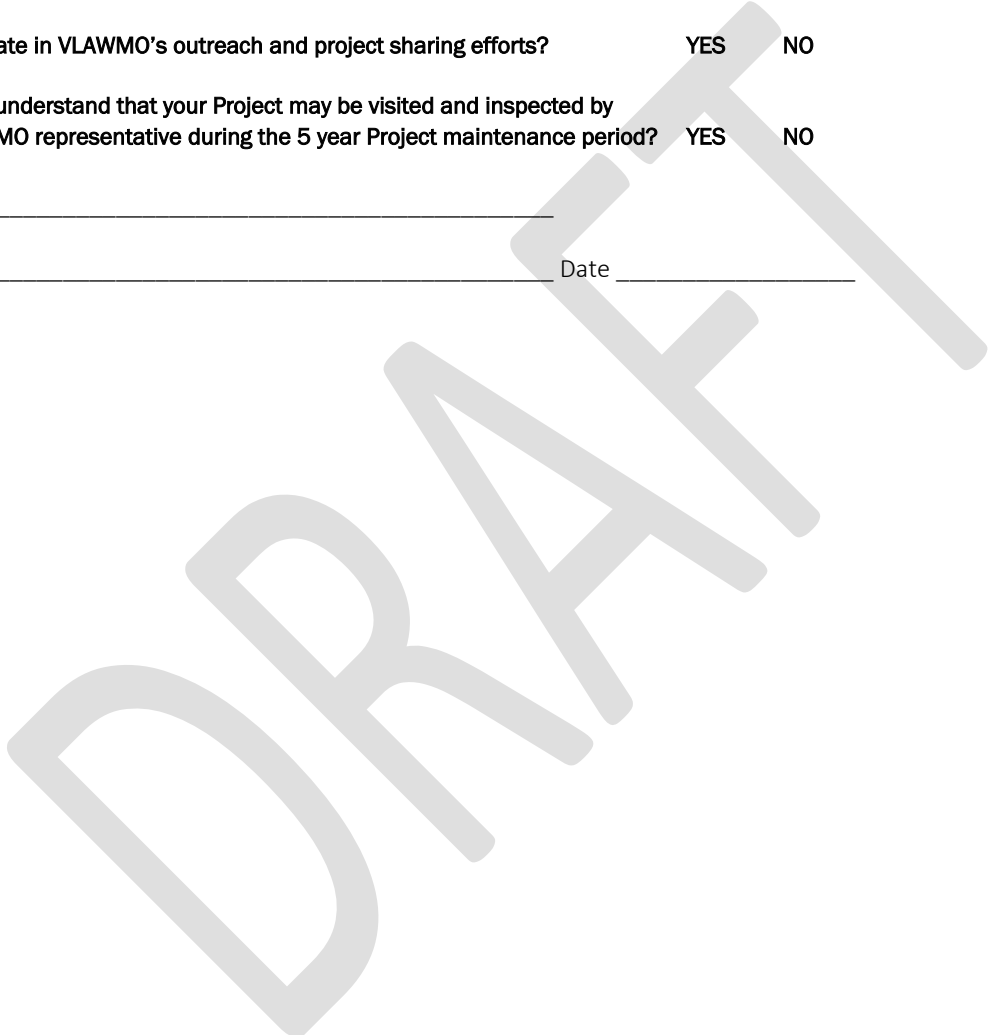 ate in VLAWMO’s outreach and project sharing efforts? YES NO
understand that your Project may be visited and inspected by
MO representative during the 5 year Project maintenance period? YES NO
Date
DRAFT